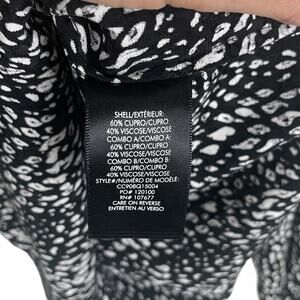 SHELL/EXTÉRIEUR:
60% CUPRO/CUPRO
40% VISCOSE/VISCOSE
COMBO A/COMBO A:
60% CUPRO/CUPRO
40% VISCOSE/VISCOSE
COMBO B/COMBO B:
60% CUPRO/CUPRO
40% VISCOSE/VISCOSE
STYLE#/NUMÉRO DE MODÈLE:
CC90BQ15004
PO# 120100
RN# 107677
CARE ON REVERSE
ENTRETIEN AU VERSO